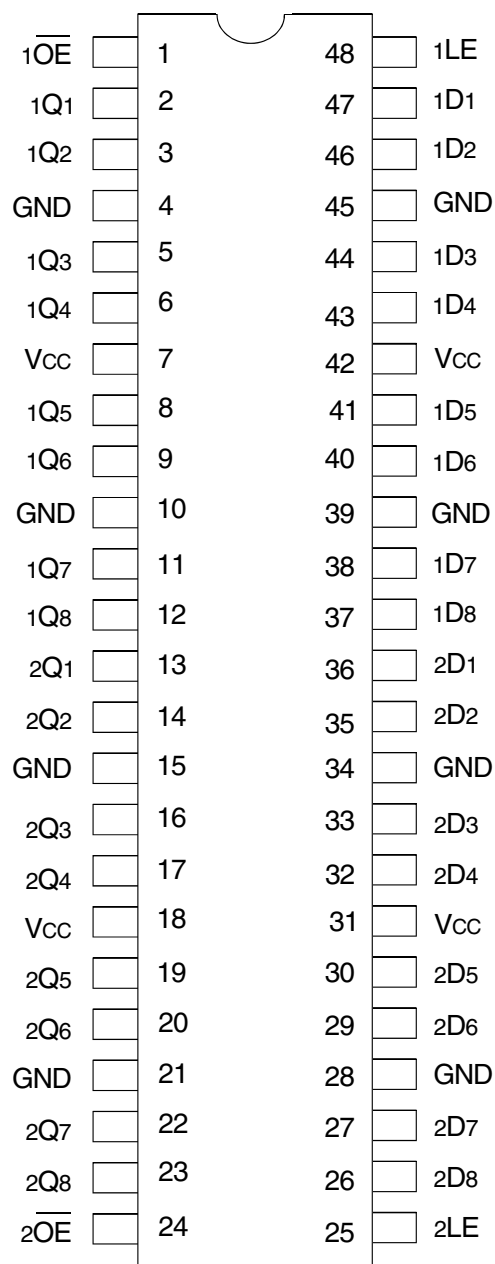 1O̅E̅ 1 48 1LE
1Q1 2 47 1D1
1Q2 3 46 1D2
GND 4 45 GND
1Q3 5 44 1D3
1Q4 6 43 1D4
VCC 7 42 VCC
1Q5 8 41 1D5
1Q6 9 40 1D6
GND 10 39 GND
1Q7 11 38 1D7
1Q8 12 37 1D8
2Q1 13 36 2D1
2Q2 14 35 2D2
GND 15 34 GND
2Q3 16 33 2D3
2Q4 17 32 2D4
VCC 18 31 VCC
2Q5 19 30 2D5
2Q6 20 29 2D6
GND 21 28 GND
2Q7 22 27 2D7
2Q8 23 26 2D8
2O̅E̅ 24 25 2LE